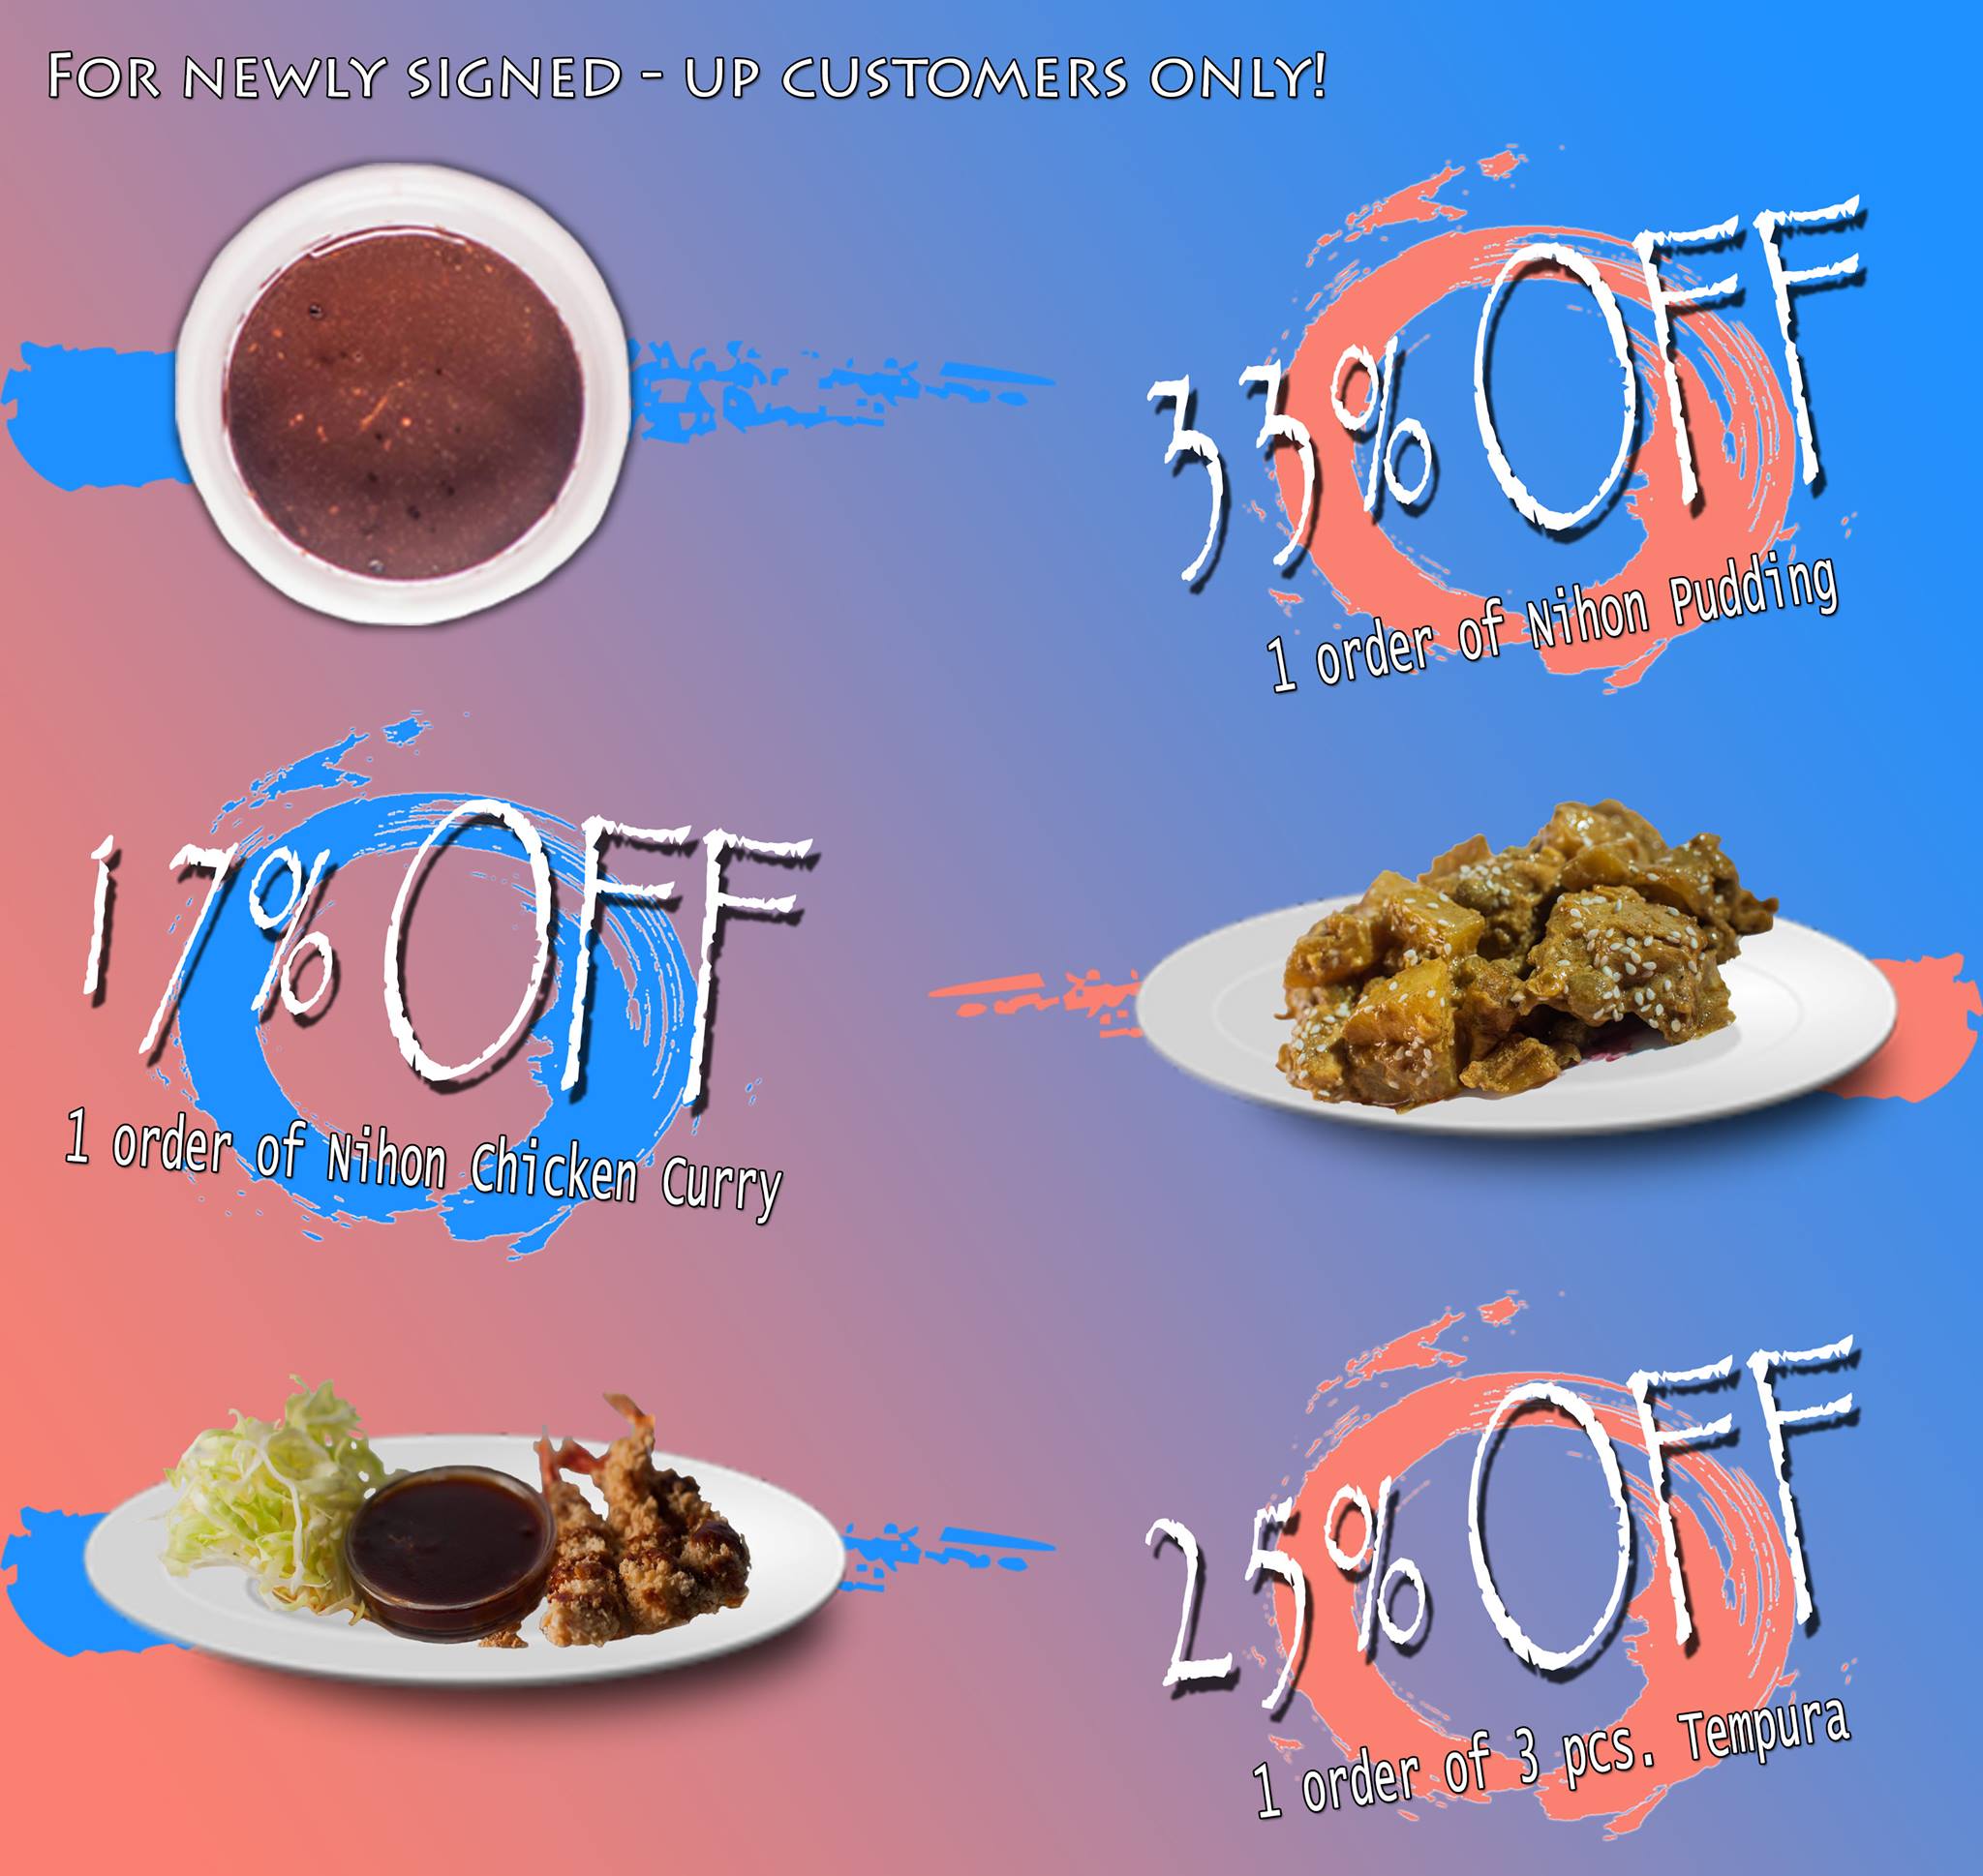 For newly signed - up customers only!
33% OFF
1 order of Nihon Pudding
17% OFF
1 order of Nihon Chicken Curry
25% OFF
1 order of 3 pcs. Tempura